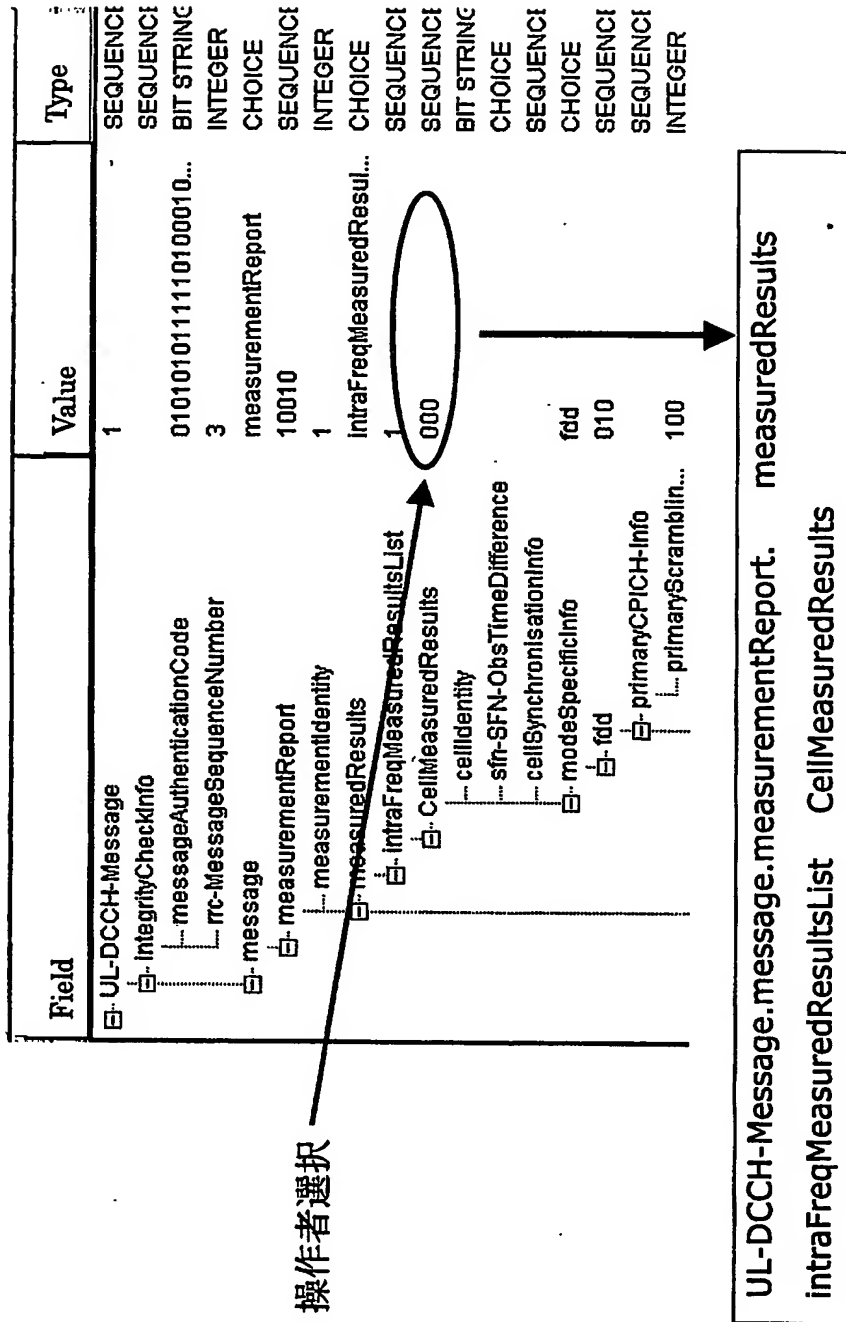 Field Value Type
UL-DCCH-Message 1 SEQUENCE
integrityCheckInfo SEQUENCE
messageAuthenticationCode 01010101111110100010... BIT STRING
rrc-MessageSequenceNumber 3 INTEGER
message measurementReport CHOICE
measurementReport 10010 SEQUENCE
measurementIdentity 1 INTEGER
measuredResults intraFreqMeasuredResul... CHOICE
intraFreqMeasuredResultsList 1 SEQUENCE
CellMeasuredResults 000 SEQUENCE
cellIdentity BIT STRING
sfn-SFN-ObsTimeDifference CHOICE
cellSynchronisationInfo SEQUENCE
modeSpecificInfo fdd CHOICE
fdd 010 SEQUENCE
primaryCPICH-Info SEQUENCE
primaryScramblin... 100 INTEGER
操作者選択
UL-DCCH-Message.message.measurementReport. measuredResults
intraFreqMeasuredResultsList CellMeasuredResults